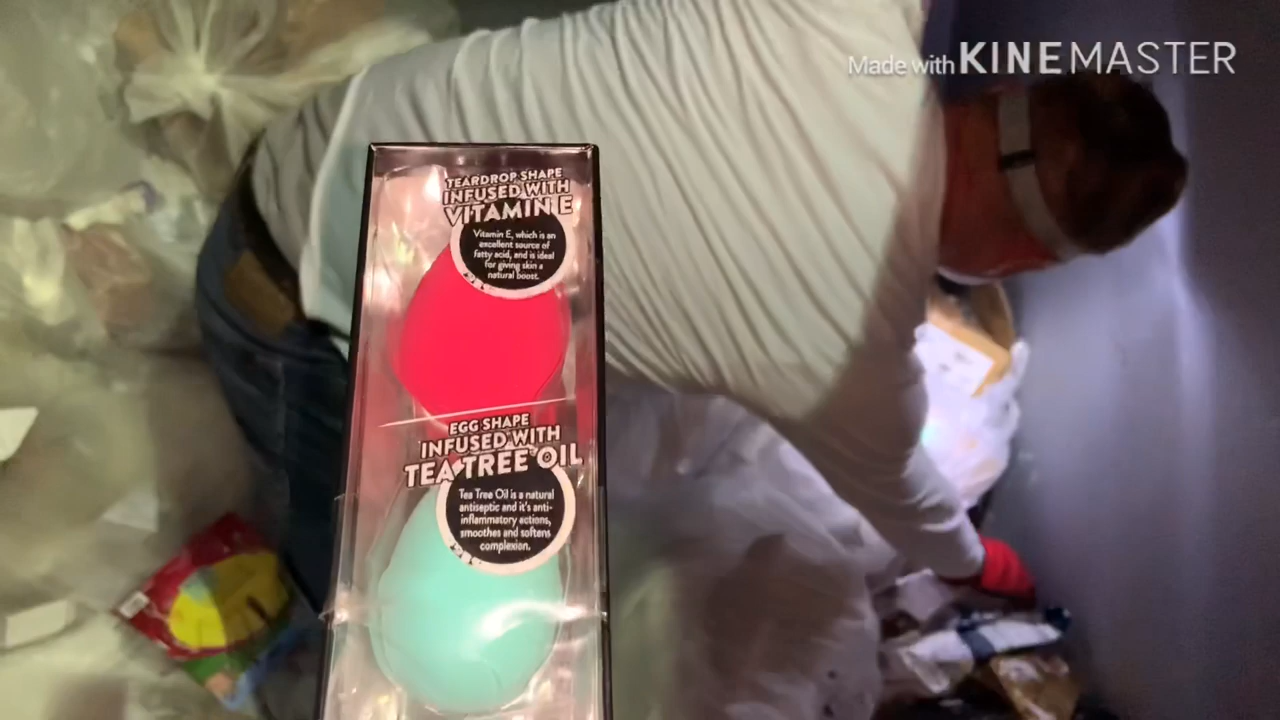 Made with KINEMASTER
TEARDROP SHAPE
INFUSED WITH
VITAMIN E
Vitamin E, which is an
excellent source of
fatty acid, and is ideal
for giving skin a
natural boost.
EGG SHAPE
INFUSED WITH
TEA TREE OIL
Tea Tree Oil is a natural
antiseptic and it's anti-
inflammatory actions,
smoothes and softens
complexion.